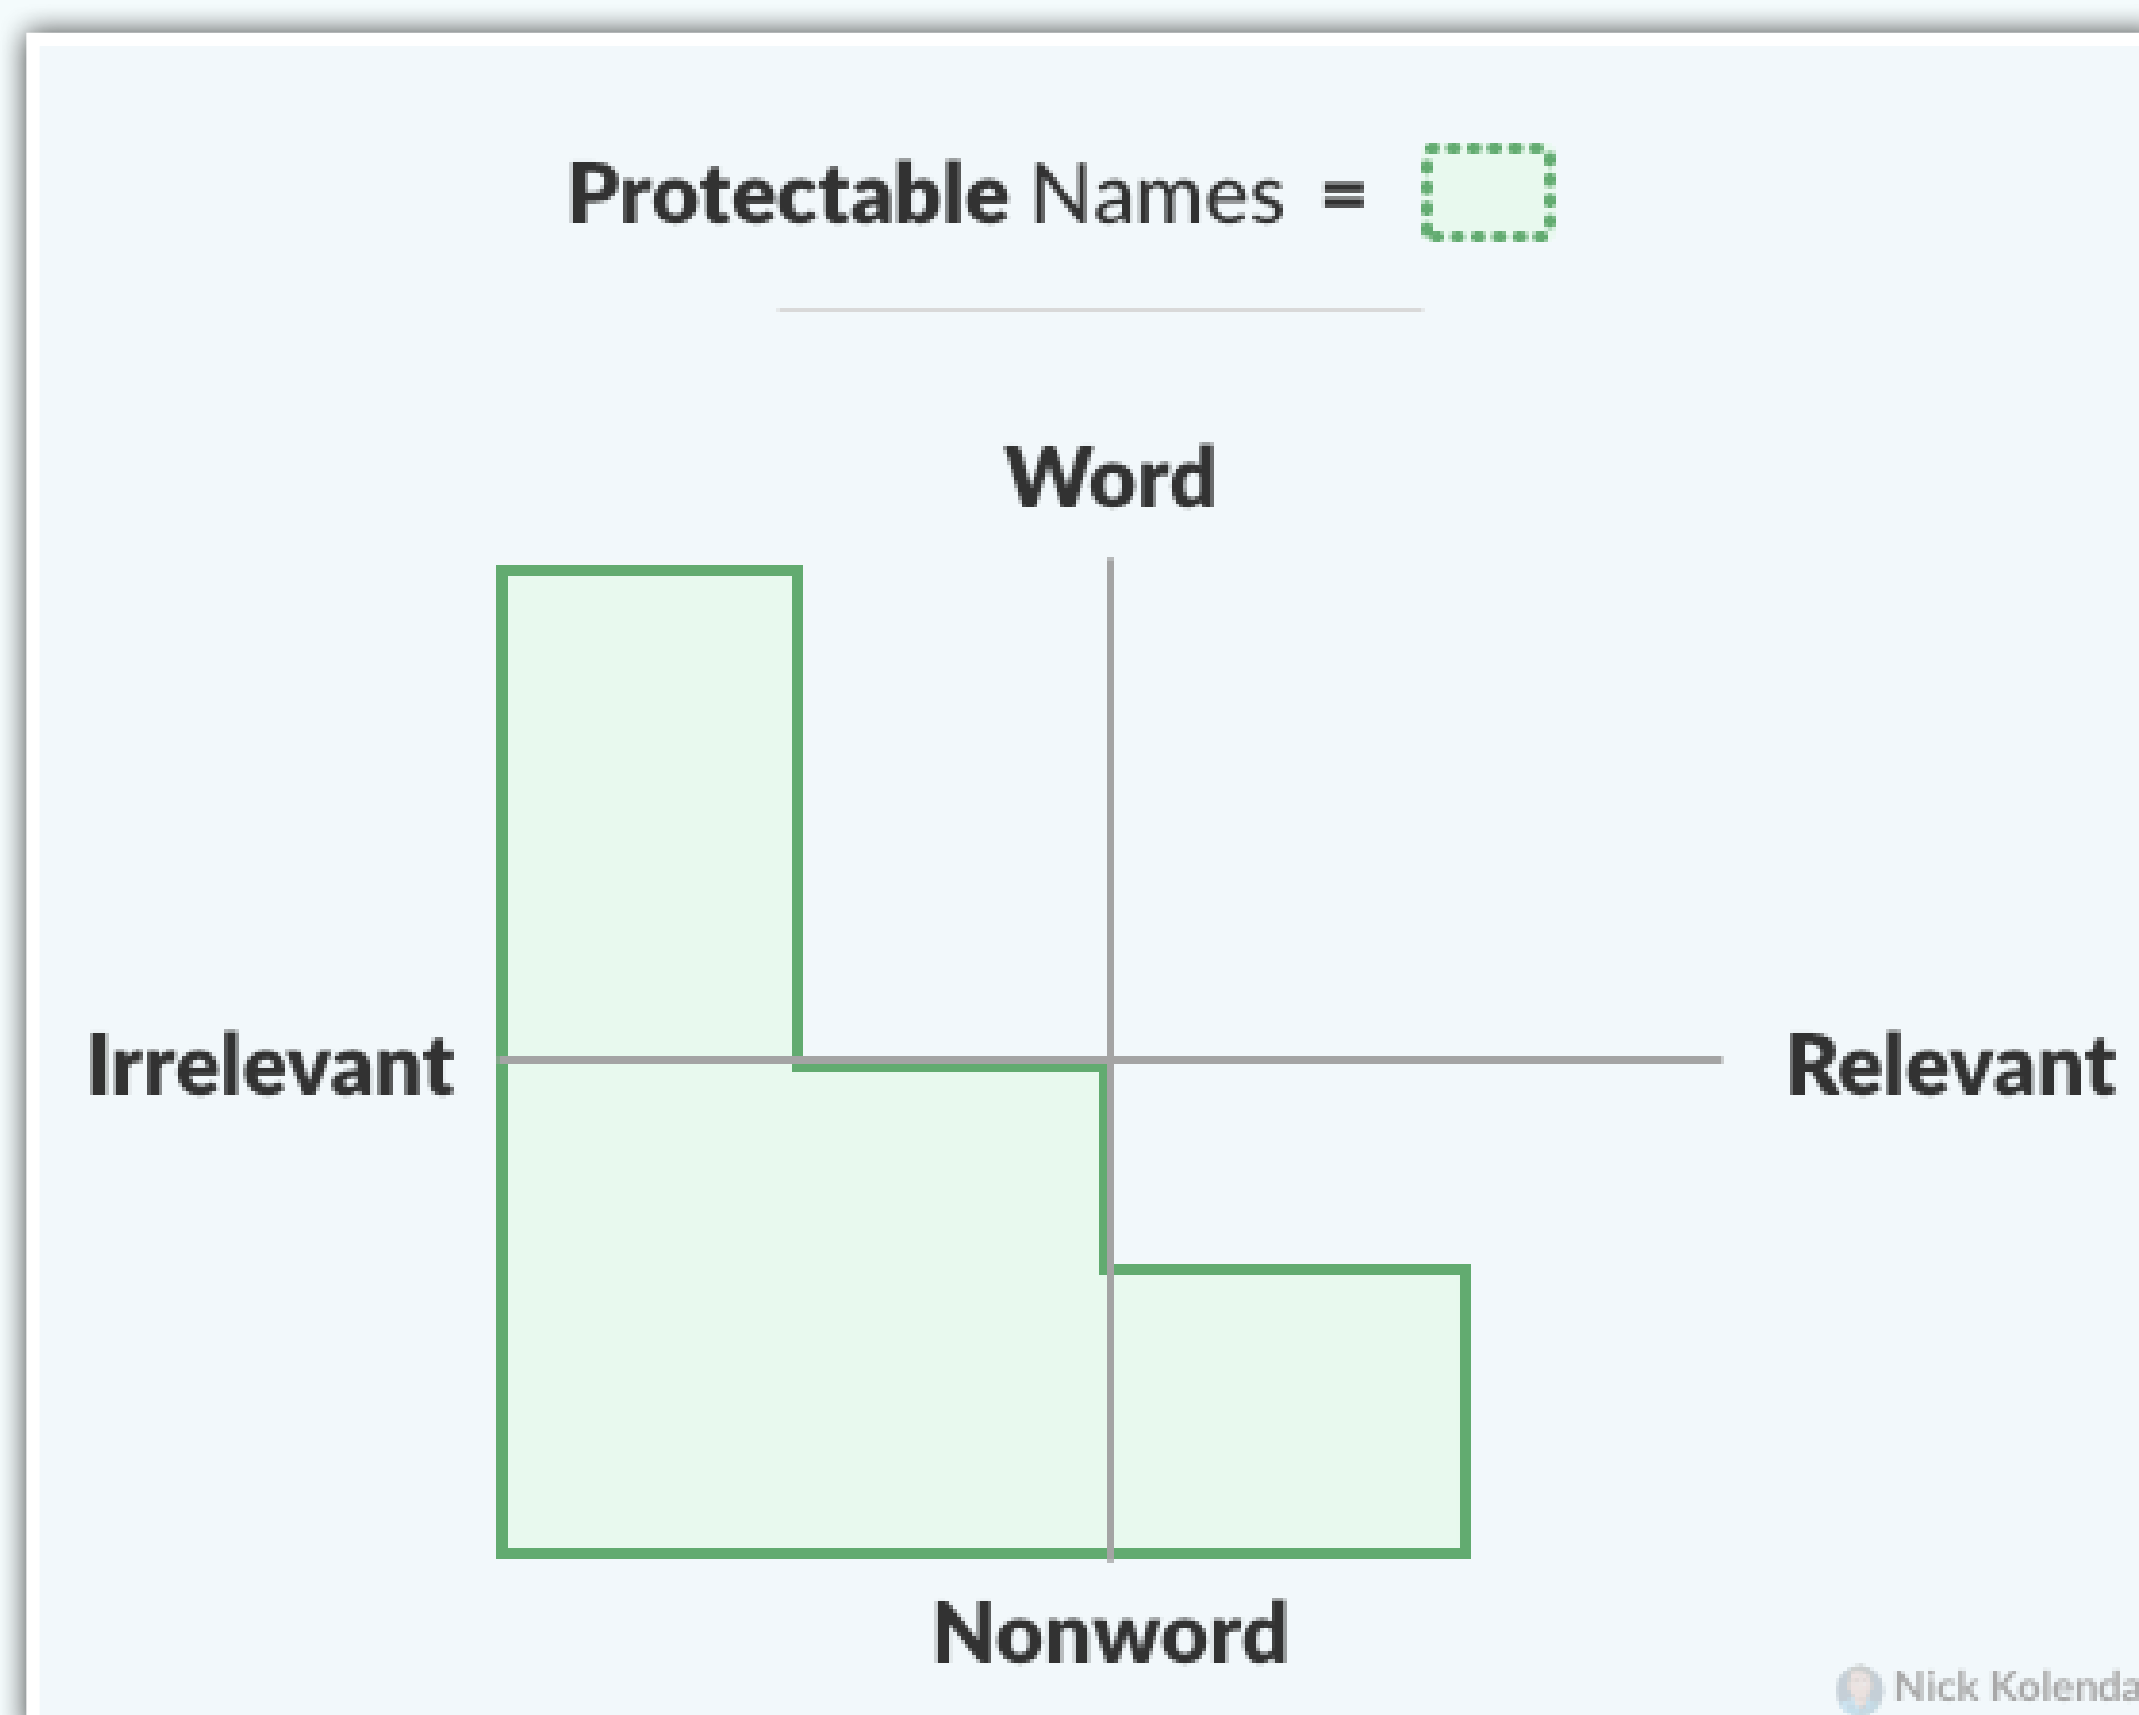 Protectable Names =
Word
Irrelevant
Relevant
Nonword
Nick Kolenda